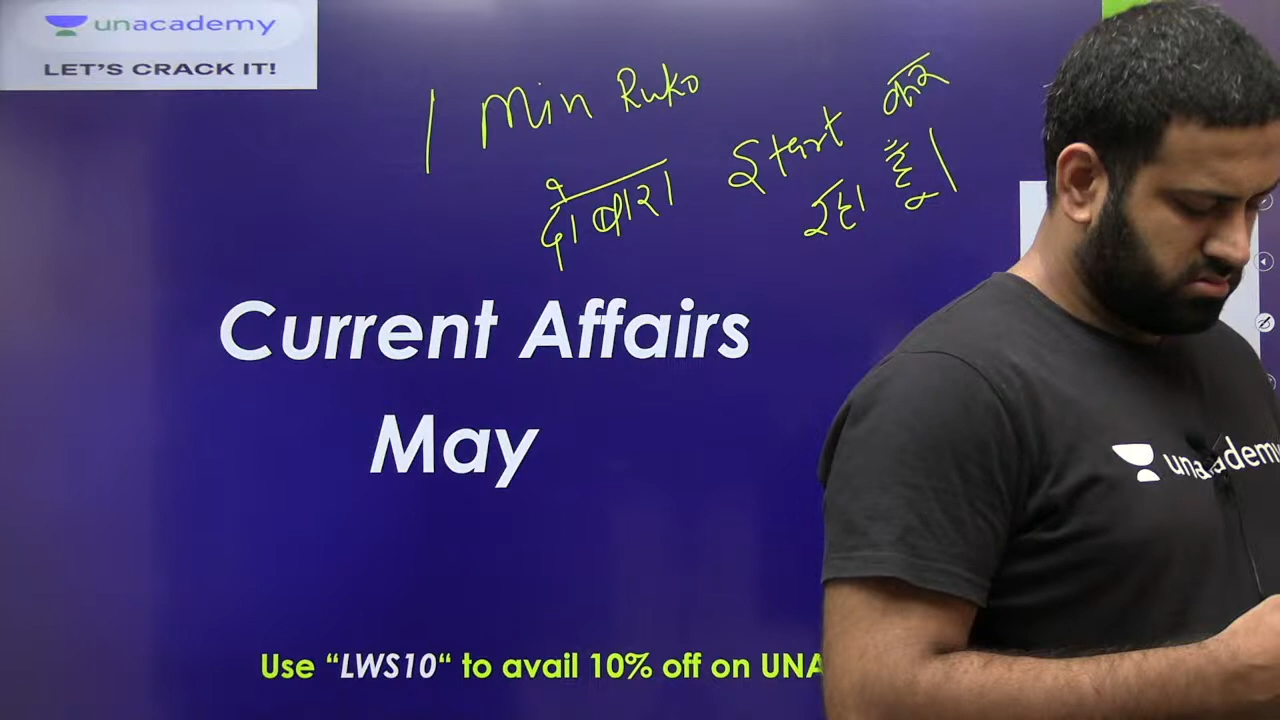 unacademy
LET'S CRACK IT!
1 Min Ruko
दोबारा Start कर
रहा हूँ।
Current Affairs
May
Use “LWS10“ to avail 10% off on UNA
unacademy